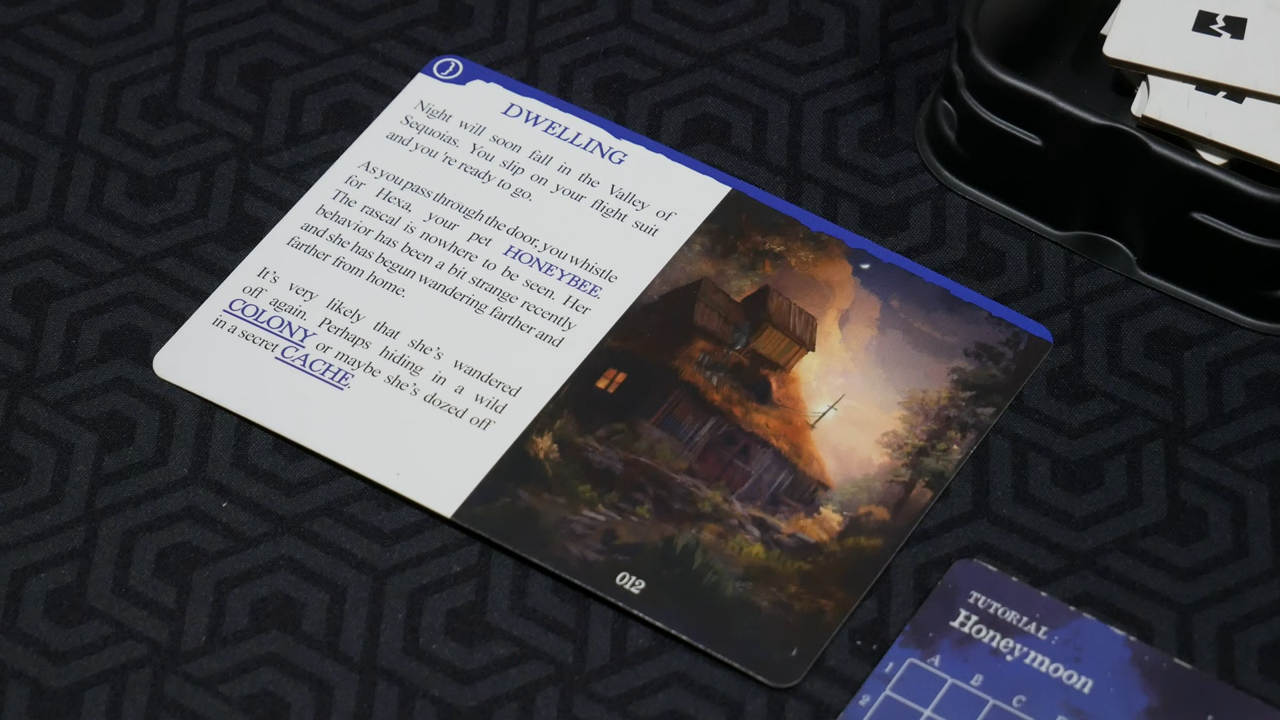 DWELLING
Night will soon fall in the Valley of
Sequoias. You slip on your flight suit
and you're ready to go.
As you pass through the door, you whistle
for Hexa, your pet HONEYBEE.
The rascal is nowhere to be seen. Her
behavior has been a bit strange recently
and she has begun wandering farther and
farther from home.
It's very likely that she's wandered
off again. Perhaps hiding in a wild
COLONY or maybe she's dozed off
in a secret CACHE.
012
TUTORIAL:
Honeymoon
A B C
1
2